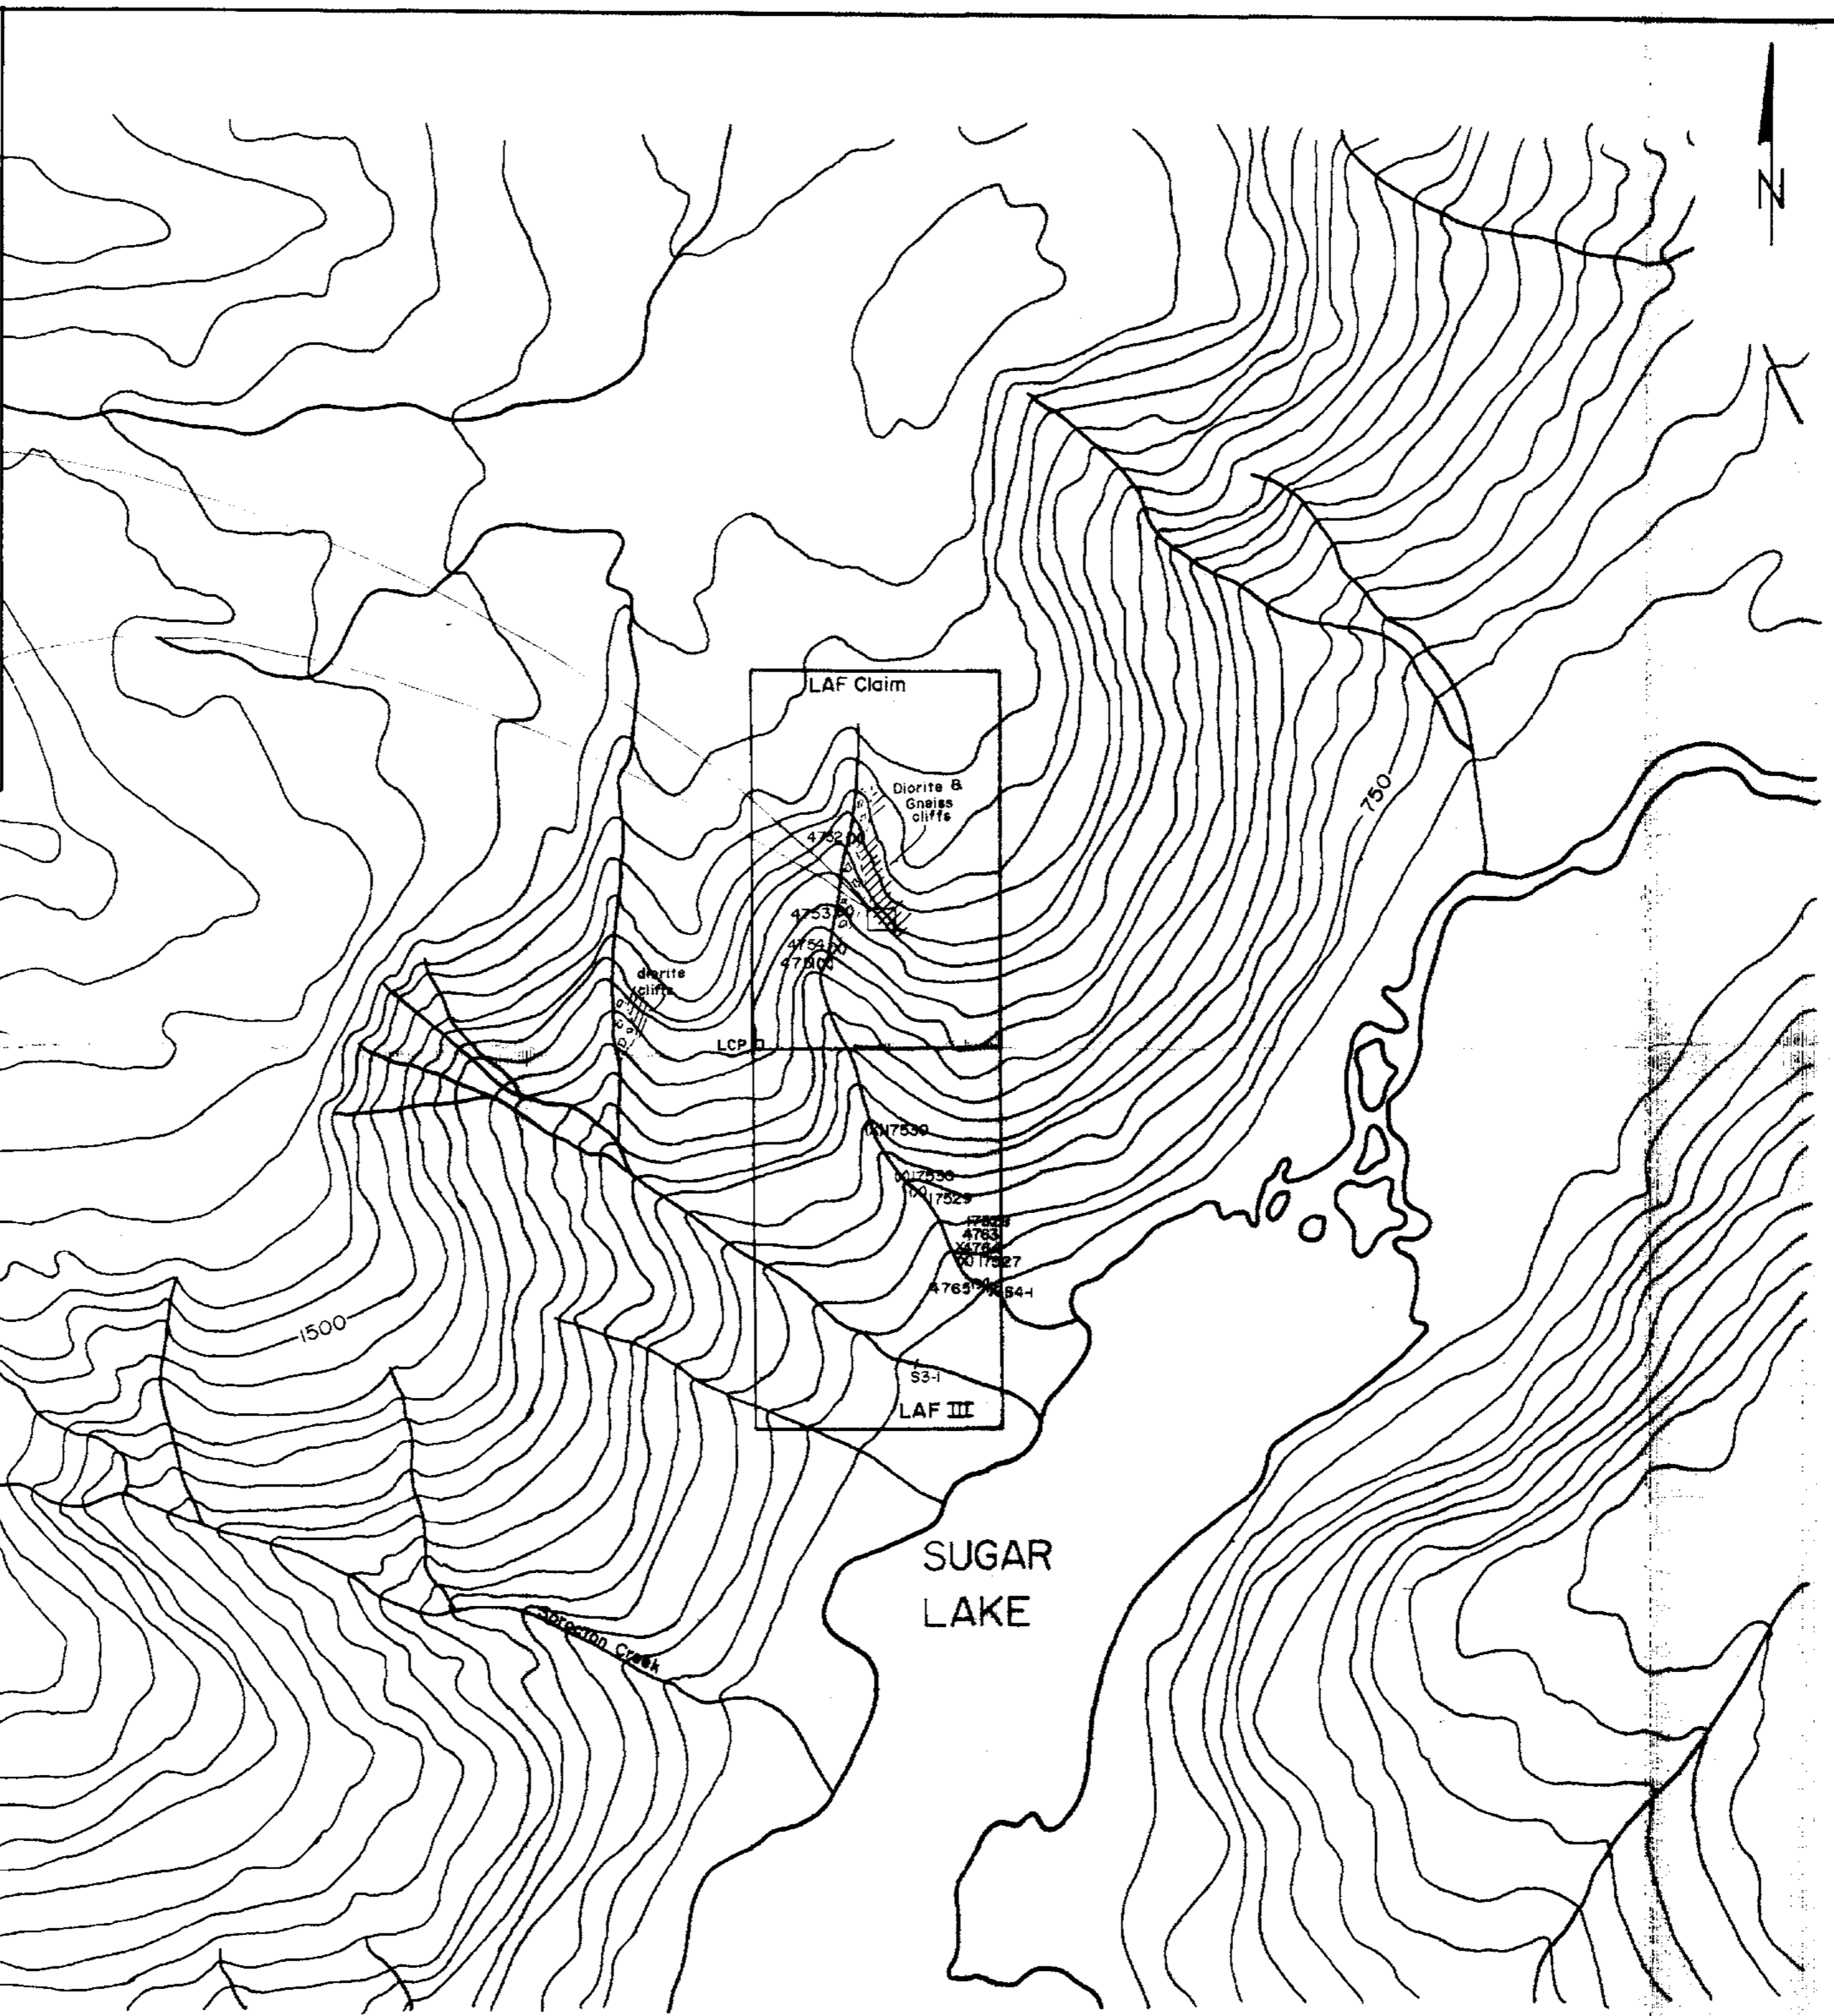 N
LAF Claim
Diorite &
Gneiss
cliffs
750
4752
4753
4754
diorite
cliffs
LCP
17530
17529
4763
17527
4765
1500
S3-1
LAF III
SUGAR
LAKE
Creek